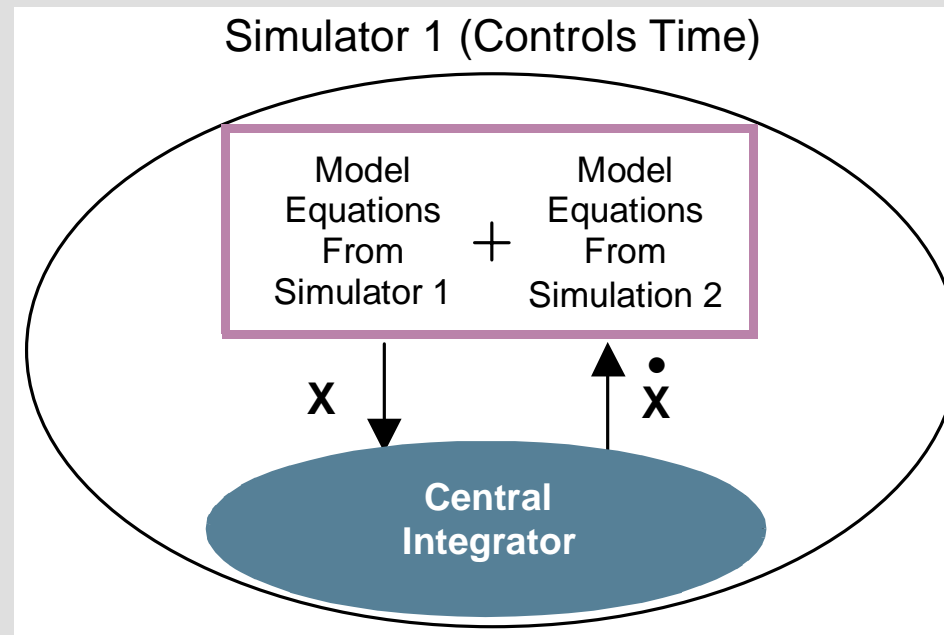 Simulator 1 (Controls Time)
Model
Equations
From
Simulator 1
+
Model
Equations
From
Simulation 2
X
Ẋ
Central
Integrator